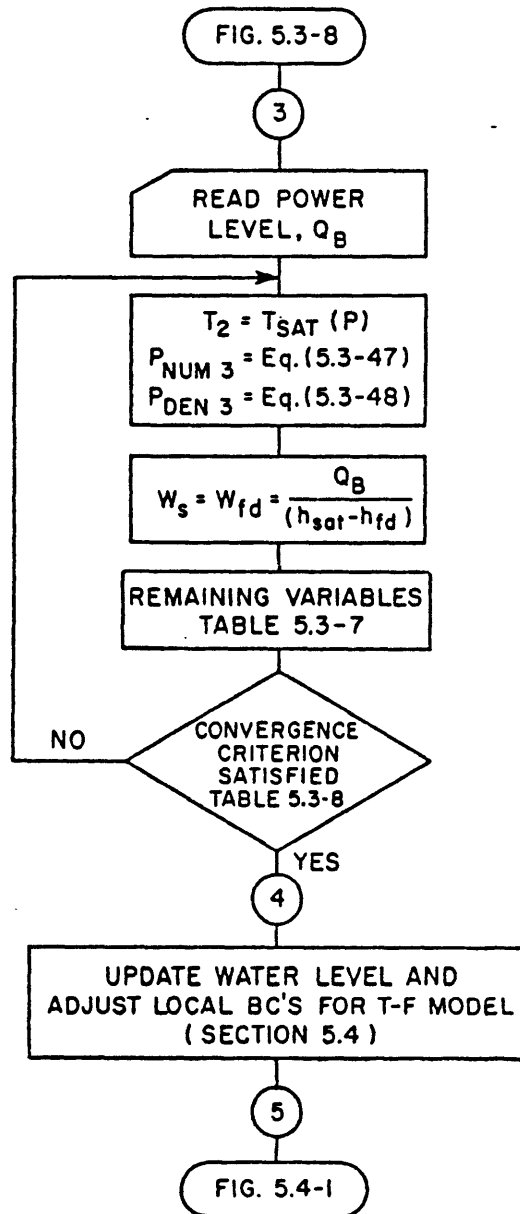 FIG. 5.3-8
3
READ POWER
LEVEL, Q_B
T_2 = T_SAT (P)
P_NUM 3 = Eq. (5.3-47)
P_DEN 3 = Eq. (5.3-48)
W_s = W_fd = Q_B / (h_sat - h_fd)
REMAINING VARIABLES
TABLE 5.3-7
CONVERGENCE
CRITERION
SATISFIED
TABLE 5.3-8
NO
YES
4
UPDATE WATER LEVEL AND
ADJUST LOCAL BC'S FOR T-F MODEL
( SECTION 5.4 )
5
FIG. 5.4-1